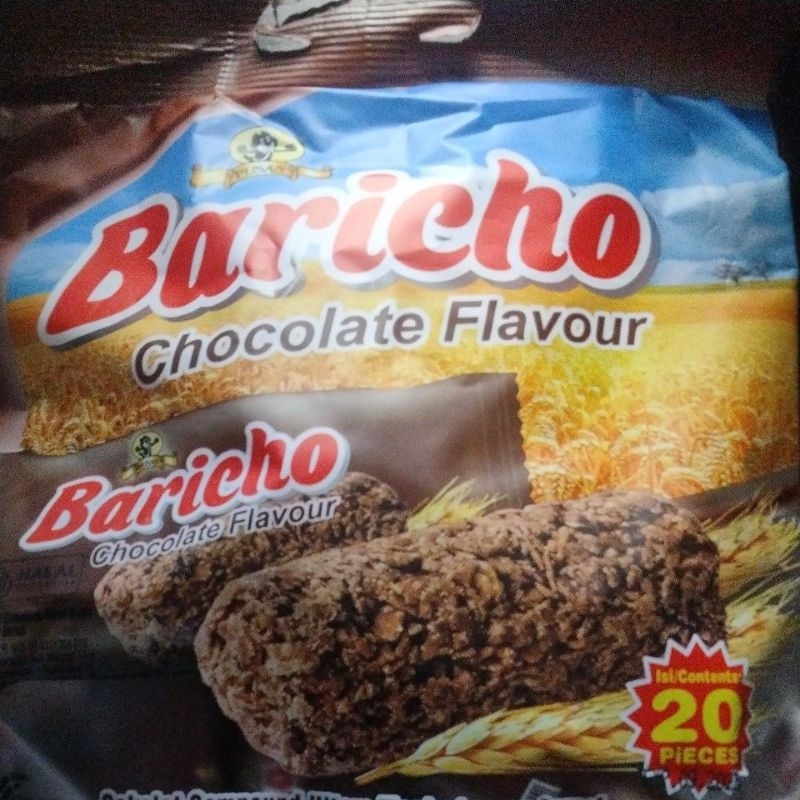 Baricho
Chocolate Flavour
Baricho
Chocolate Flavour
HALAL
Isi/Contents
20
PIECES